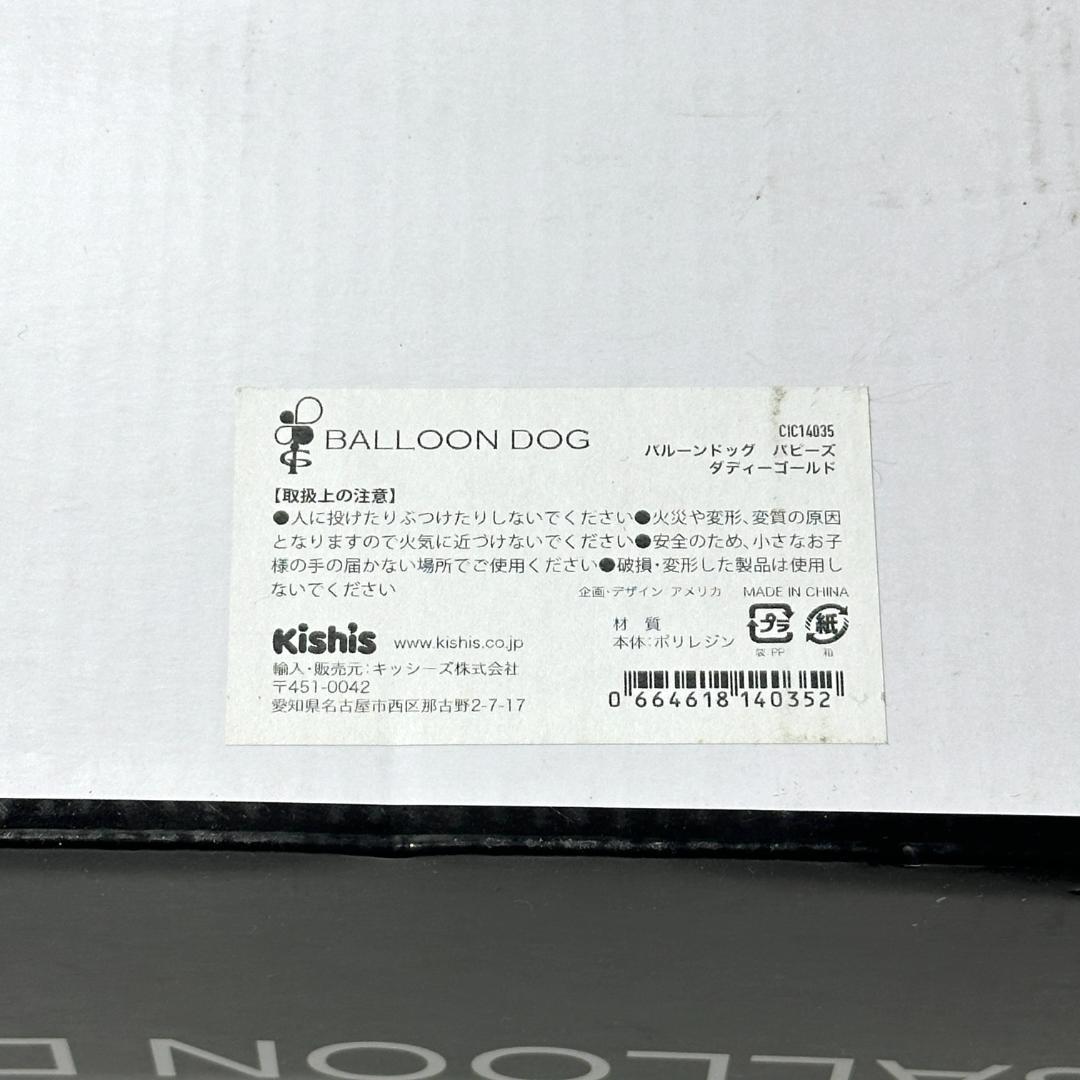 BALLOON DOG
CIC14035
バルーンドッグ　パピーズ
ダディーゴールド
【取扱上の注意】
●人に投げたりぶつけたりしないでください●火災や変形、変質の原因
となりますので火気に近づけないでください●安全のため、小さなお子
様の手の届かない場所でご使用ください●破損・変形した製品は使用し
ないでください
企画・デザイン アメリカ MADE IN CHINA
Kishi's www.kishis.co.jp
材 質
本体：ポリレジン
プラ
袋:PP
紙
箱
輸入・販売元：キッシーズ株式会社
〒451-0042
愛知県名古屋市西区那古野2-7-17
0 664618 140352
BALLOON D